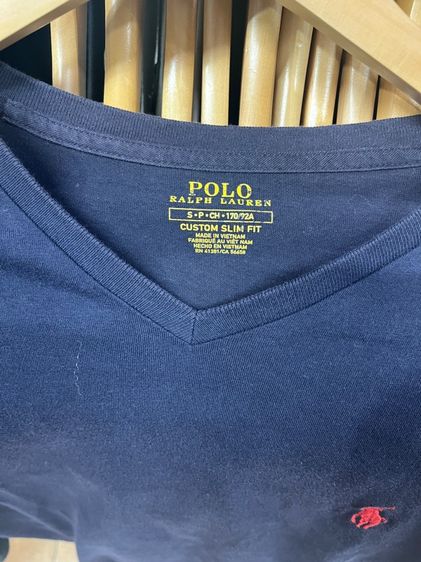 POLO
RALPH LAUREN
S • P • CH • 170/92A
CUSTOM SLIM FIT
MADE IN VIETNAM
FABRIQUÉ AU VIÊT NAM
HECHO EN VIETNAM
RN 41381/CA 56658